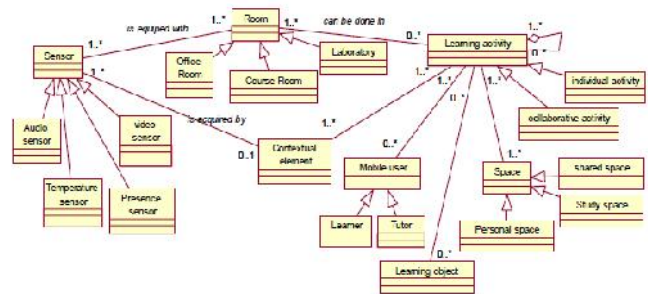 is equiped with
1..*
Room
1..*
can be done in
1..*
Sensor
1..*
0..*
Learning activity
0..*
Office
Room
Laboratory
Course Room
1..*
1..*
1..*
0..*
1..*
individual activity
collaborative activity
Audio
sensor
video
sensor
is acquired by
1..*
0..1
Contextual
element
0..*
Mobile user
1..*
Space
shared space
Temperature
sensor
Presence
sensor
Study space
Learner
Tutor
Personal space
0..*
Learning object